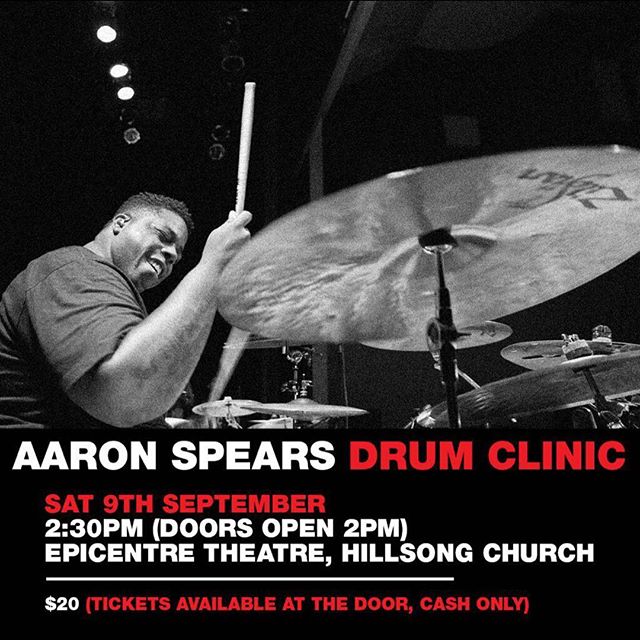 Zildjian
AARON SPEARS DRUM CLINIC
SAT 9TH SEPTEMBER
2:30PM (DOORS OPEN 2PM)
EPICENTRE THEATRE, HILLSONG CHURCH
$20 (TICKETS AVAILABLE AT THE DOOR, CASH ONLY)